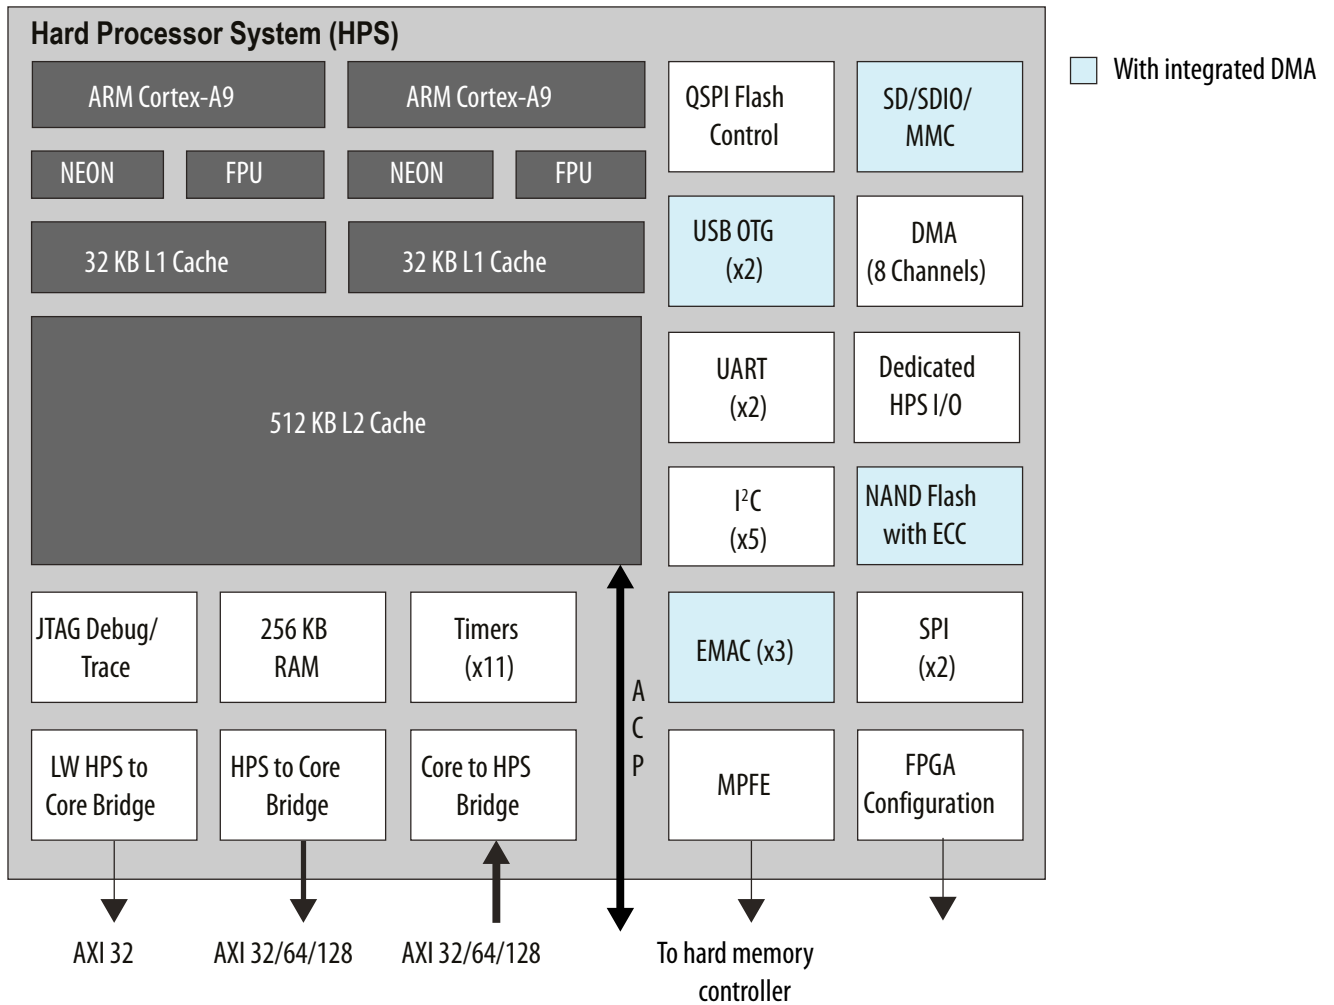 Hard Processor System (HPS)
With integrated DMA
ARM Cortex-A9
ARM Cortex-A9
QSPI Flash
Control
SD/SDIO/
MMC
NEON
FPU
NEON
FPU
32 KB L1 Cache
32 KB L1 Cache
USB OTG
(x2)
DMA
(8 Channels)
512 KB L2 Cache
UART
(x2)
Dedicated
HPS I/O
I²C
(x5)
NAND Flash
with ECC
JTAG Debug/
Trace
256 KB
RAM
Timers
(x11)
A
C
P
EMAC (x3)
SPI
(x2)
LW HPS to
Core Bridge
HPS to Core
Bridge
Core to HPS
Bridge
MPFE
FPGA
Configuration
AXI 32
AXI 32/64/128
AXI 32/64/128
To hard memory
controller